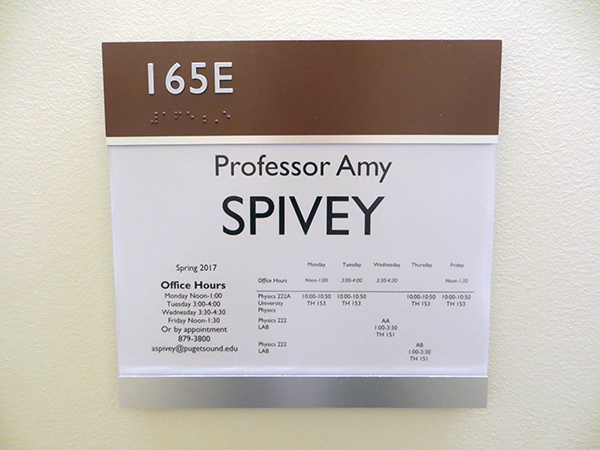 165E
Professor Amy
SPIVEY
Spring 2017
Office Hours
Monday Noon-1:00
Tuesday 3:00-4:00
Wednesday 3:30-4:30
Friday Noon-1:30
Or by appointment
879-3800
aspivey@pugetsound.edu
Monday Tuesday Wednesday Thursday Friday
Office Hours Noon-1:00 3:00-4:00 3:30-4:30 Noon-1:30
Physics 222A 10:00-10:50 10:00-10:50 10:00-10:50 10:00-10:50
University TH 153 TH 153 TH 153 TH 153
Physics
Physics 222 AA
LAB 1:00-3:30
TH 151
Physics 222 AB
LAB 1:00-3:30
TH 151